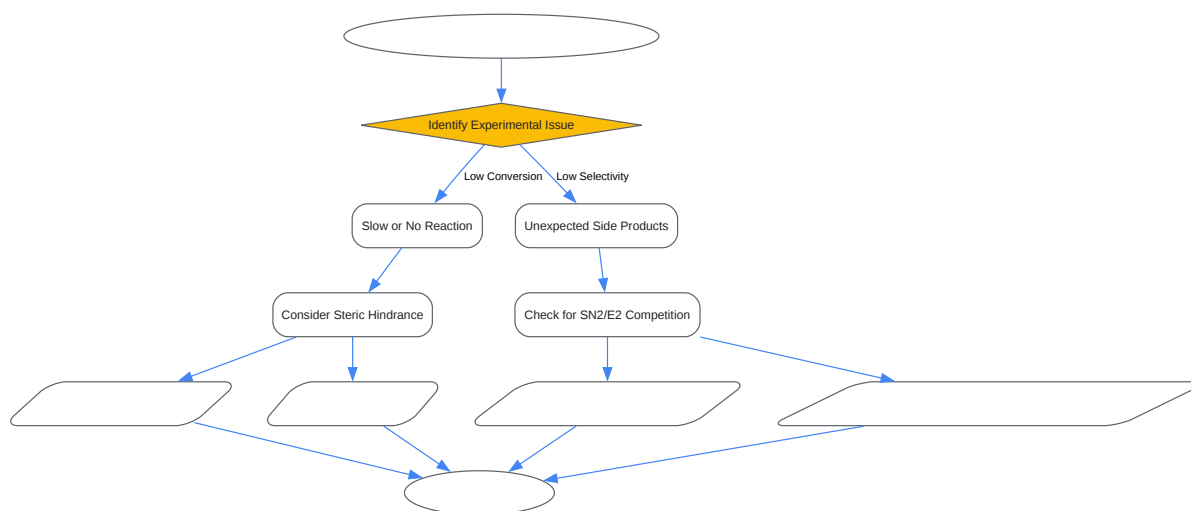 Identify Experimental Issue
Low Conversion
Low Selectivity
Slow or No Reaction
Unexpected Side Products
Consider Steric Hindrance
Check for SN2/E2 Competition